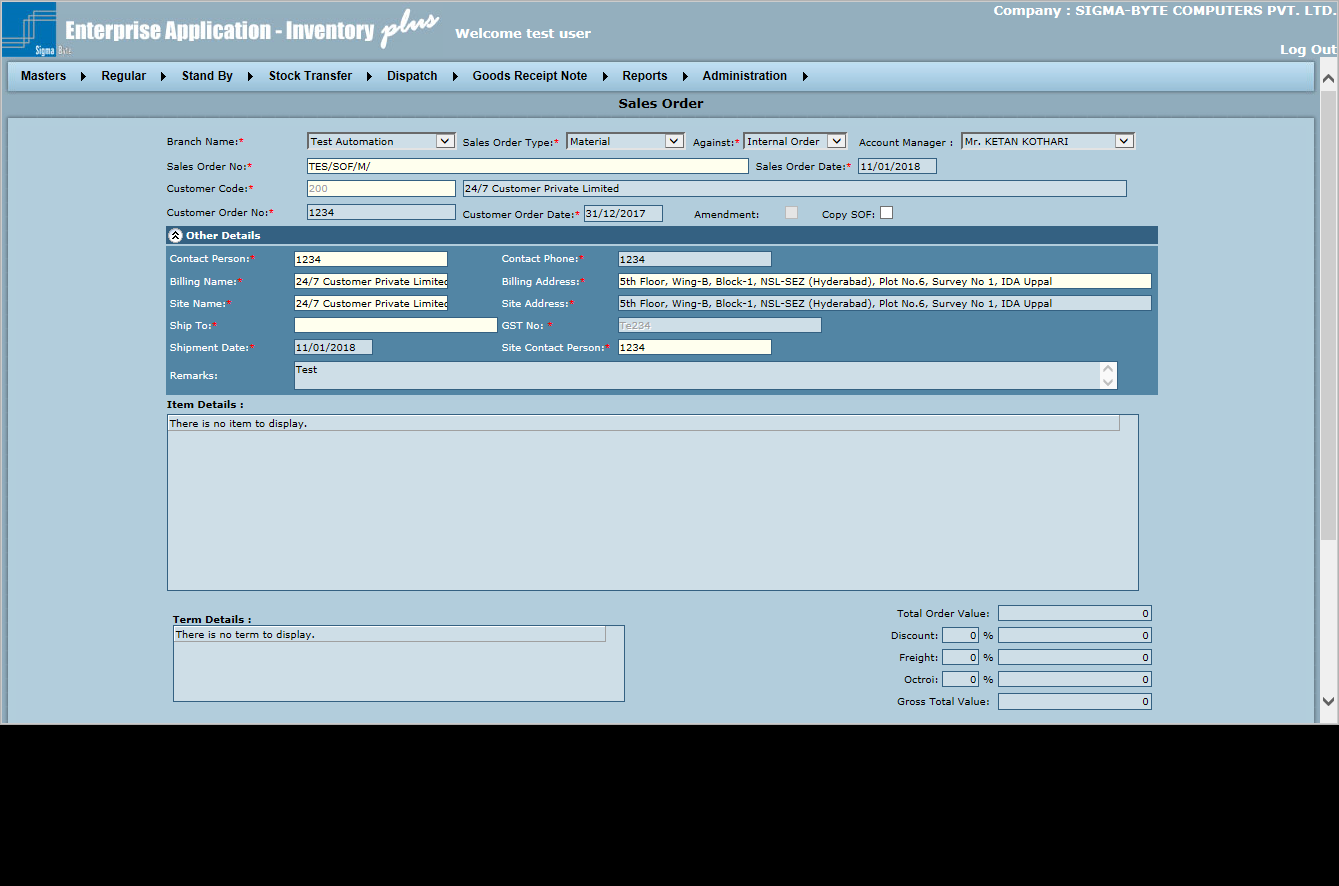 Company : SIGMA-BYTE COMPUTERS PVT. LTD.
Sigma Byte
Enterprise Application - Inventory plus
Welcome test user
Log Out
Masters Regular Stand By Stock Transfer Dispatch Goods Receipt Note Reports Administration
Sales Order
Branch Name:* Test Automation Sales Order Type:* Material Against:* Internal Order Account Manager : Mr. KETAN KOTHARI
Sales Order No:* TES/SOF/M/ Sales Order Date:* 11/01/2018
Customer Code:* 200 24/7 Customer Private Limited
Customer Order No:* 1234 Customer Order Date:* 31/12/2017 Amendment: Copy SOF:
Other Details
Contact Person:* 1234 Contact Phone:* 1234
Billing Name:* 24/7 Customer Private Limited Billing Address:* 5th Floor, Wing-B, Block-1, NSL-SEZ (Hyderabad), Plot No.6, Survey No 1, IDA Uppal
Site Name:* 24/7 Customer Private Limited Site Address:* 5th Floor, Wing-B, Block-1, NSL-SEZ (Hyderabad), Plot No.6, Survey No 1, IDA Uppal
Ship To:* GST No: * Te234
Shipment Date:* 11/01/2018 Site Contact Person:* 1234
Remarks: Test
Item Details :
There is no item to display.
Term Details :
There is no term to display.
Total Order Value: 0
Discount: 0 % 0
Freight: 0 % 0
Octroi: 0 % 0
Gross Total Value: 0